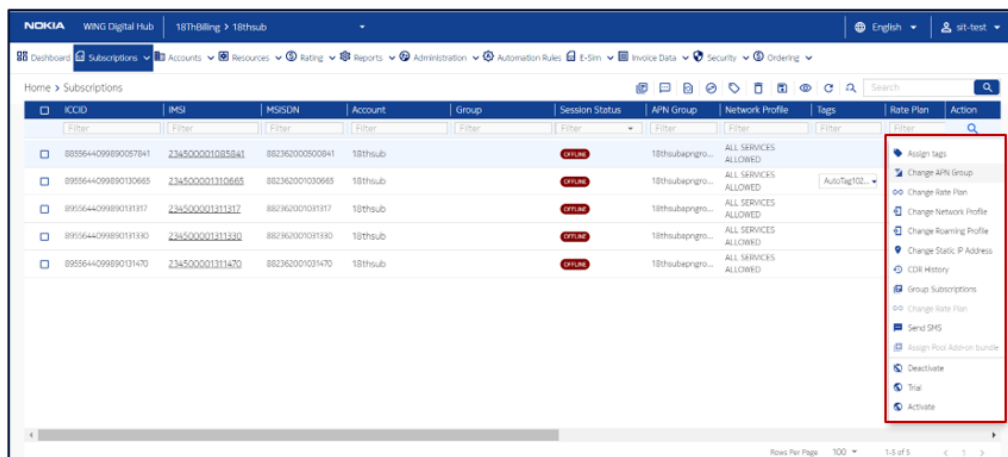 NOKIA WING Digital Hub 18ThBilling > 18thsub English sit-test
Dashboard Subscriptions Accounts Resources Rating Reports Administration Automation Rules E-Sim Invoice Data Security Ordering
Home > Subscriptions Search
ICCID IMSI MSISDN Account Group Session Status APN Group Network Profile Tags Rate Plan Action
Filter Filter Filter Filter Filter Filter Filter Filter Filter Filter
8855644099890057841 234500001085841 882362000500841 18thsub OFFLINE 18thsubapngro... ALL SERVICES
ALLOWED
8955644099890130665 234500001310665 882362001030665 18thsub OFFLINE 18thsubapngro... ALL SERVICES
ALLOWED AutoTag102...
8955644099890131317 234500001311317 882362001031317 18thsub OFFLINE 18thsubapngro... ALL SERVICES
ALLOWED
8955644099890131330 234500001311330 882362001031330 18thsub OFFLINE 18thsubapngro... ALL SERVICES
ALLOWED
8955644099890131470 234500001311470 882362001031470 18thsub OFFLINE 18thsubapngro... ALL SERVICES
ALLOWED
Assign tags
Change APN Group
Change Rate Plan
Change Network Profile
Change Roaming Profile
Change Static IP Address
CDR History
Group Subscriptions
Change Rate Plan
Send SMS
Assign Pool Add-on bundle
Deactivate
Trial
Activate
Rows Per Page 100 1-5 of 5 < 1 >